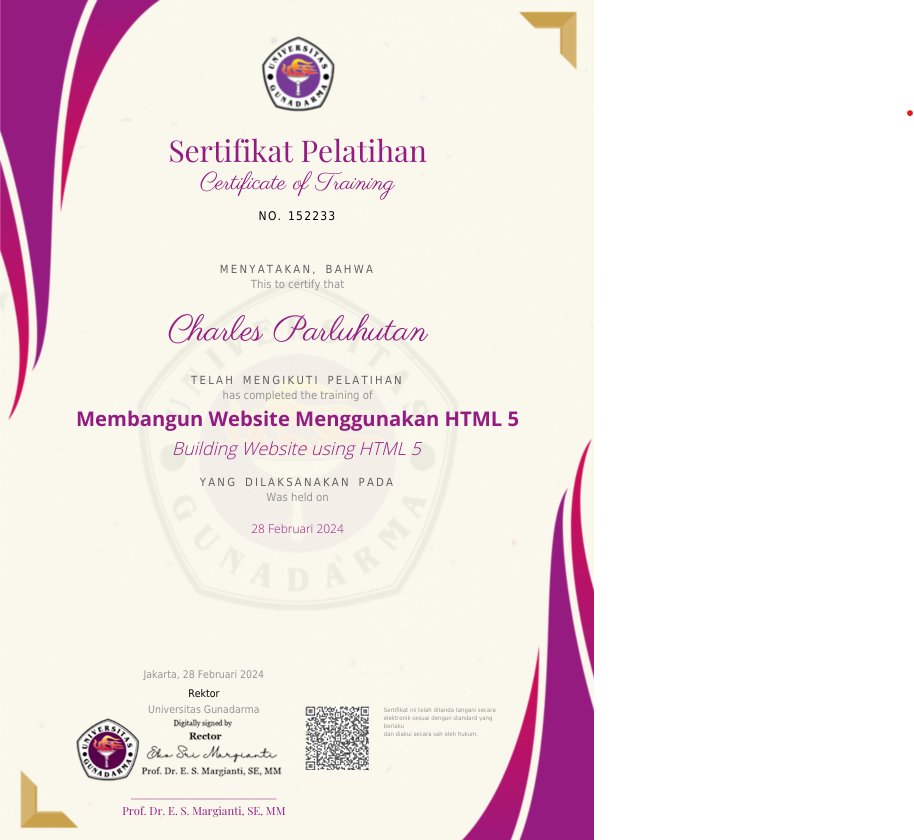 UNIVERSITAS
GUNADARMA
Sertifikat Pelatihan
Certificate of Training
NO. 152233
MENYATAKAN, BAHWA
This to certify that
Charles Parluhutan
TELAH MENGIKUTI PELATIHAN
has completed the training of
Membangun Website Menggunakan HTML 5
Building Website using HTML 5
YANG DILAKSANAKAN PADA
Was held on
28 Februari 2024
UNIVERSITAS
GUNADARMA
Jakarta, 28 Februari 2024
Rektor
Universitas Gunadarma
Digitally signed by
Rector
Eko Sri Margianti
Prof. Dr. E. S. Margianti, SE, MM
UNIVERSITAS
GUNADARMA
Prof. Dr. E. S. Margianti, SE, MM
Sertifikat ini telah ditanda tangani secara
elektronik sesuai dengan standard yang
berlaku
dan diakui secara sah oleh hukum.